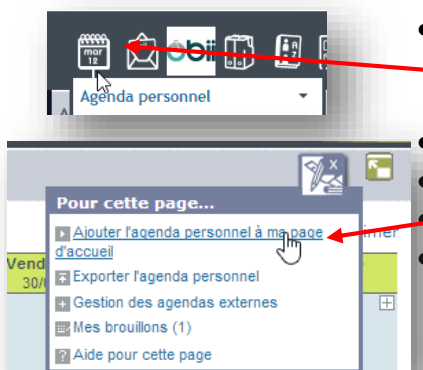 mar
12
obii
A
Z
Agenda personnel
x
Pour cette page...
Ajouter l'agenda personnel à ma page
d'accueil
Vend
30/
Exporter l'agenda personnel
Gestion des agendas externes
Mes brouillons (1)
Aide pour cette page